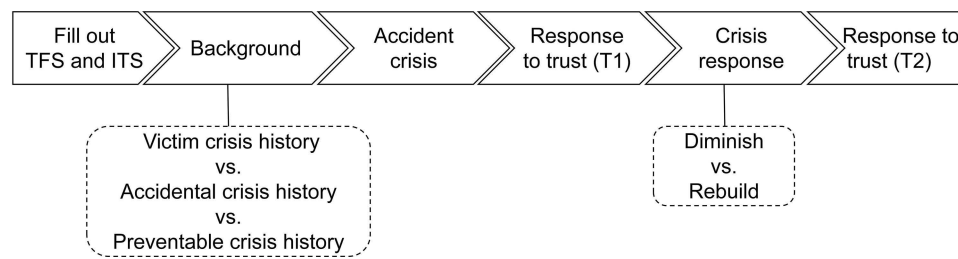 Fill out
TFS and ITS
Background
Accident
crisis
Response
to trust (T1)
Crisis
response
Response to
trust (T2)
Victim crisis history
vs.
Accidental crisis history
vs.
Preventable crisis history
Diminish
vs.
Rebuild